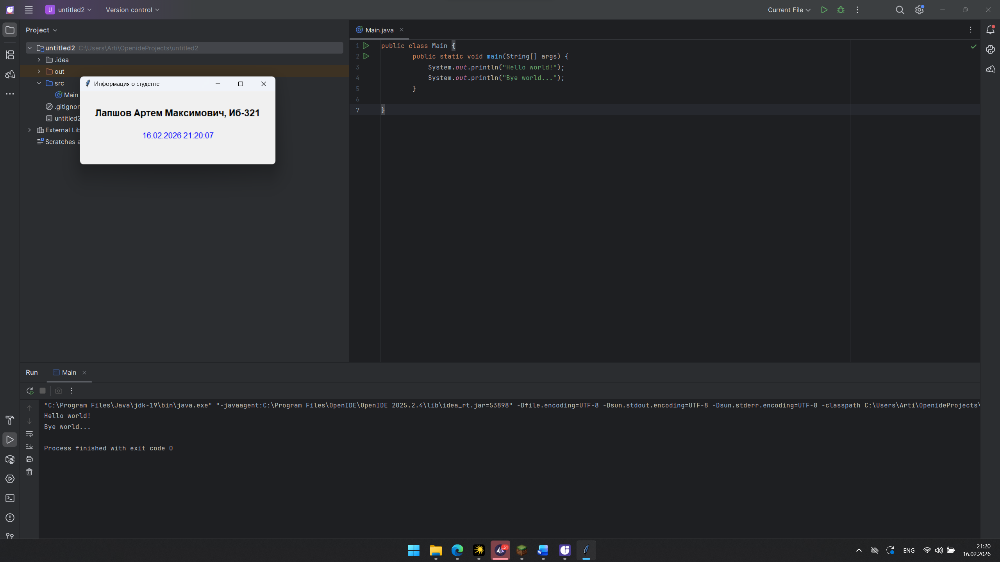 U untitled2
Version control
Current File
Project
untitled2 C:\Users\Arti\OpenideProjects\untitled2
.idea
out
src
Main
.gitignor
untitled2
External Lib
Scratches a
Информация о студенте
Лапшов Артем Максимович, Иб-321
16.02.2026 21:20:07
Main.java
1 public class Main {
2 public static void main(String[] args) {
3 System.out.println("Hello world!");
4 System.out.println("Bye world...");
5 }
6
7 }
Run
Main
"C:\Program Files\Java\jdk-19\bin\java.exe" "-javaagent:C:\Program Files\OpenIDE\OpenIDE 2025.2.4\lib\idea_rt.jar=53898" -Dfile.encoding=UTF-8 -Dsun.stdout.encoding=UTF-8 -Dsun.stderr.encoding=UTF-8 -classpath C:\Users\Arti\OpenideProjects\
Hello world!
Bye world...
Process finished with exit code 0
ENG
21:20
16.02.2026